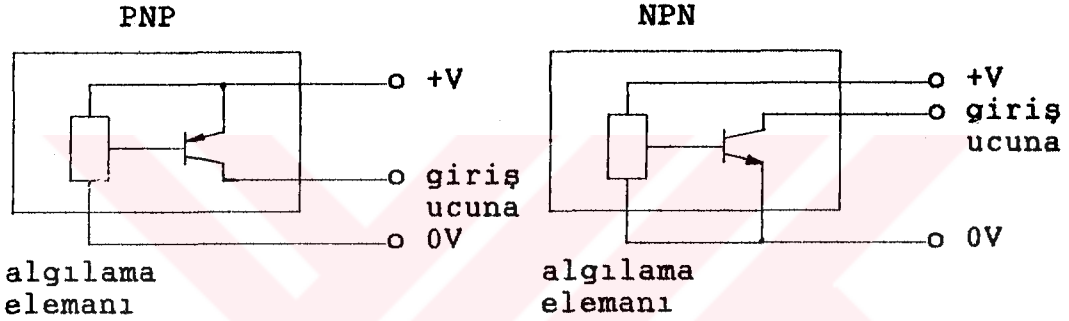 PNP
+V
giriş
ucuna
0V
algılama
elemanı
NPN
+V
giriş
ucuna
0V
algılama
elemanı